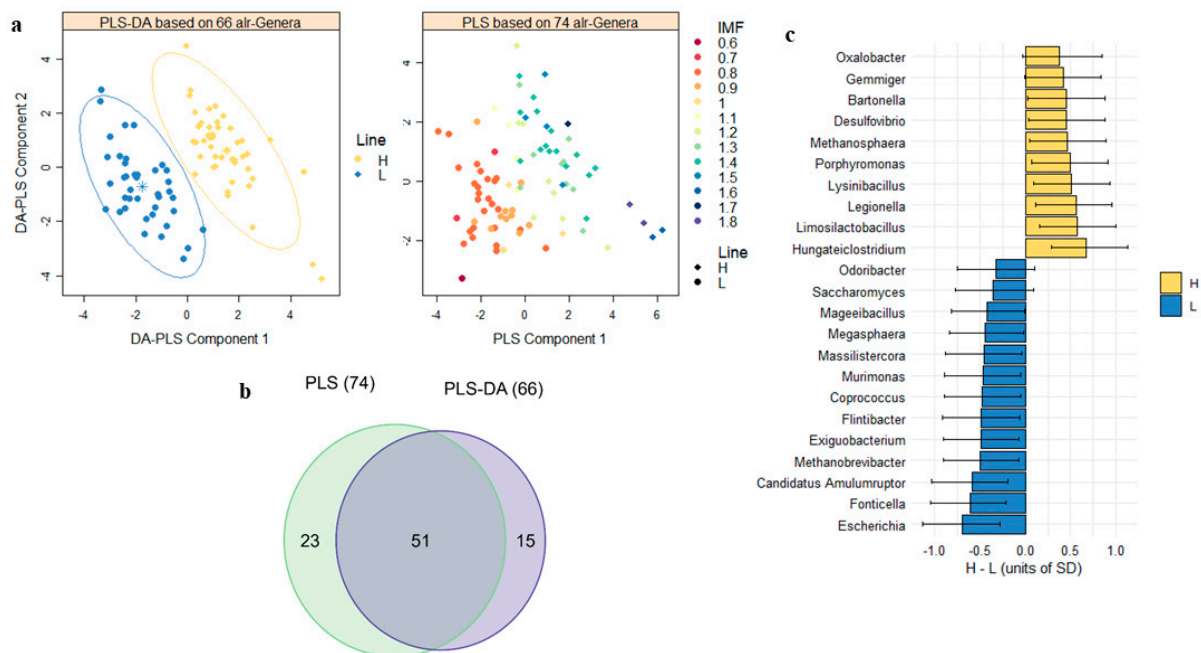 a
PLS-DA based on 66 alr-Genera
4
2
0
-2
-4
-4
-2
0
2
4
DA-PLS Component 2
DA-PLS Component 1
Line
H
L
PLS based on 74 alr-Genera
4
2
0
-2
-4
-2
0
2
4
6
PLS Component 1
IMF
0.6
0.7
0.8
0.9
1
1.1
1.2
1.3
1.4
1.5
1.6
1.7
1.8
Line
H
L
b
PLS (74)
PLS-DA (66)
23
51
15
c
Oxalobacter
Gemmiger
Bartonella
Desulfovibrio
Methanosphaera
Porphyromonas
Lysinibacillus
Legionella
Limosilactobacillus
Hungateiclostridium
Odoribacter
Saccharomyces
Mageeibacillus
Megasphaera
Massilistercora
Murimonas
Coprococcus
Flintibacter
Exiguobacterium
Methanobrevibacter
Candidatus Amulumruptor
Fonticella
Escherichia
-1.0
-0.5
0.0
0.5
1.0
H - L (units of SD)
H
L